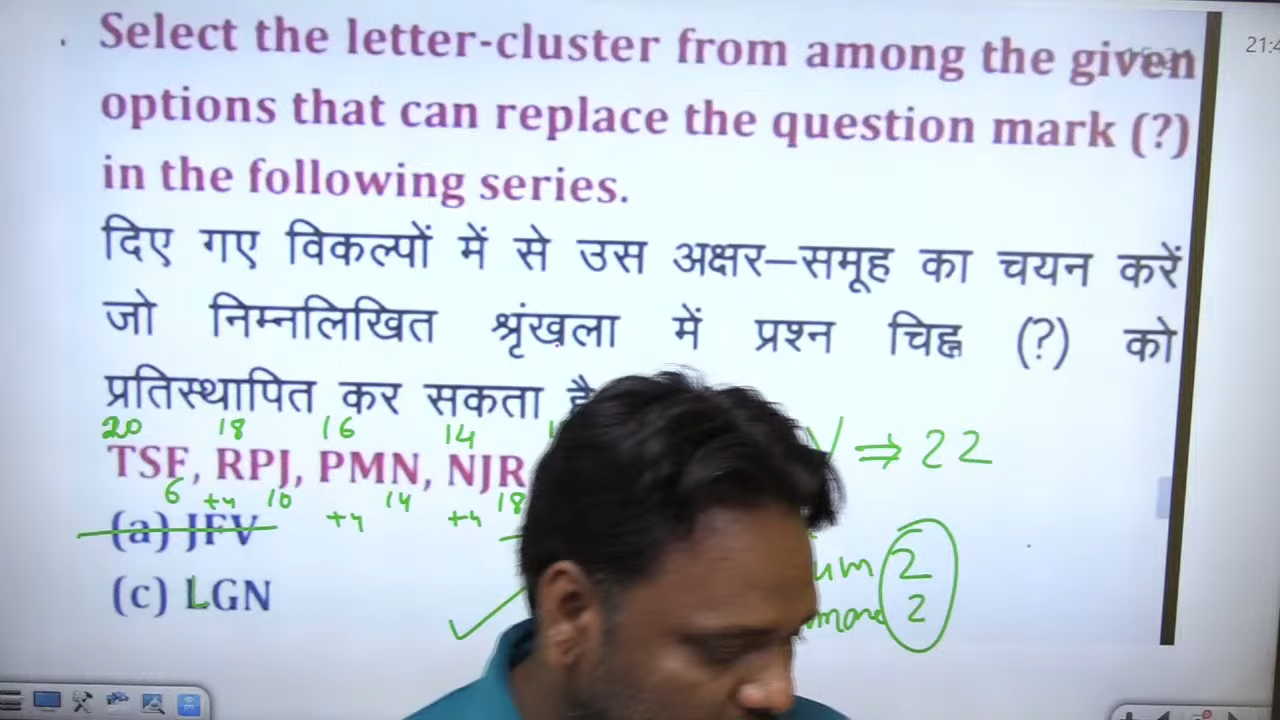 Select the letter-cluster from among the given
options that can replace the question mark (?)
in the following series.
दिए गए विकल्पों में से उस अक्षर–समूह का चयन करें
जो निम्नलिखित श्रृंखला में प्रश्न चिह्न (?) को
प्रतिस्थापित कर सकता
20 18 16 14
TSF, RPJ, PMN, NJR
V ⇒ 22
6 +4 10 +4 14 +4 18
(a) JFV
2
(c) LGN
2